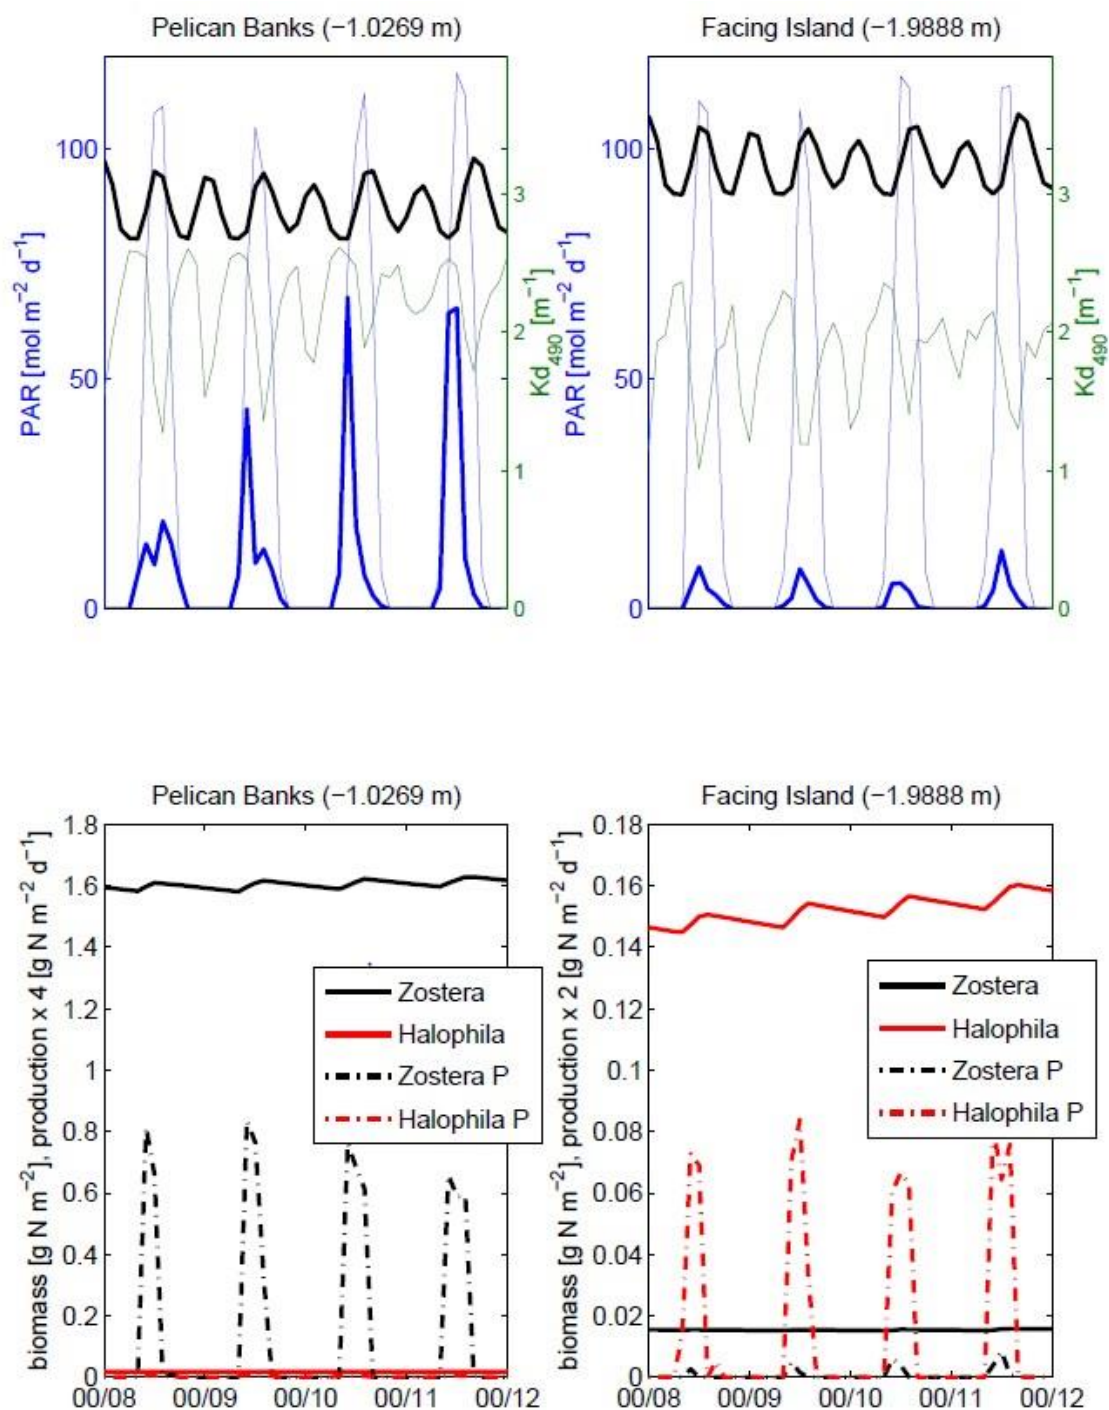 Pelican Banks (−1.0269 m)
Facing Island (−1.9888 m)
PAR [mol m−2 d−1]
100
50
0
3
2
1
0
Kd490 [m−1]
PAR [mol m−2 d−1]
100
50
0
3
2
1
0
Kd490 [m−1]
Pelican Banks (−1.0269 m)
Facing Island (−1.9888 m)
biomass [g N m−2], production x 4 [g N m−2 d−1]
1.8
1.6
1.4
1.2
1
0.8
0.6
0.4
0.2
0
Zostera
Halophila
Zostera P
Halophila P
00/08 00/09 00/10 00/11 00/12
biomass [g N m−2], production x 2 [g N m−2 d−1]
0.18
0.16
0.14
0.12
0.1
0.08
0.06
0.04
0.02
0
Zostera
Halophila
Zostera P
Halophila P
00/08 00/09 00/10 00/11 00/12